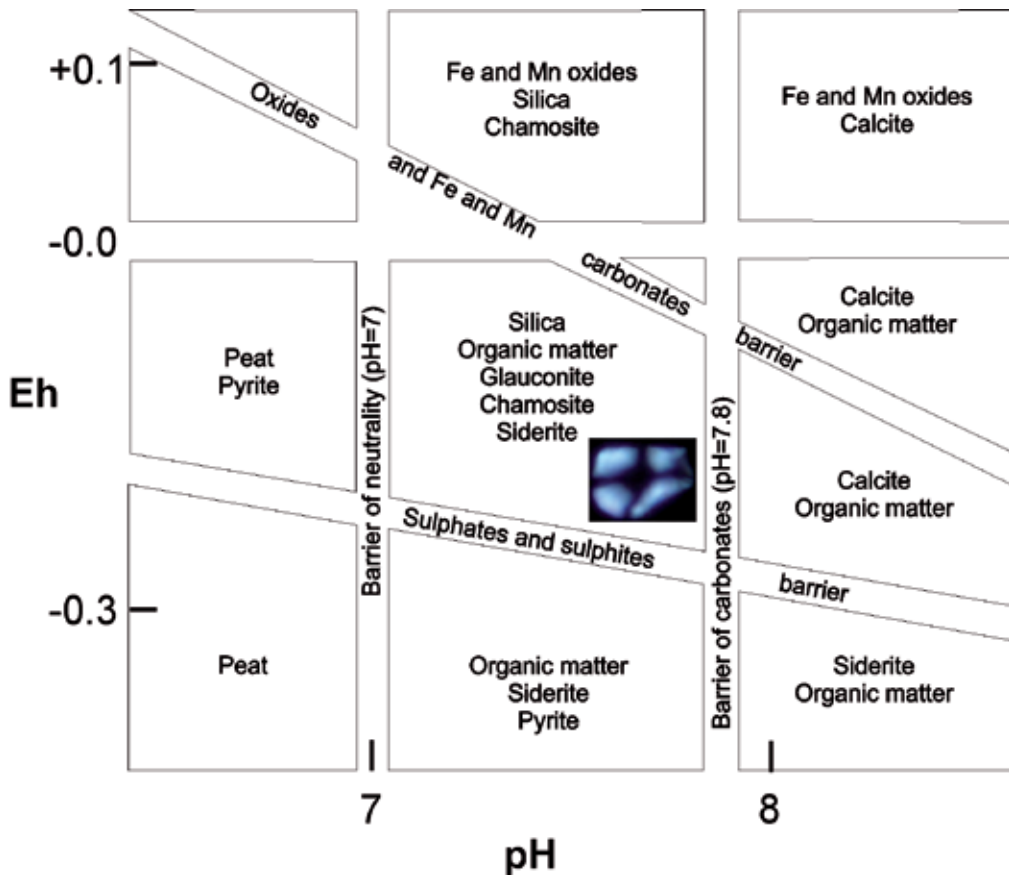 +0.1
Oxides
and Fe and Mn
carbonates
barrier
Fe and Mn oxides
Silica
Chamosite
Fe and Mn oxides
Calcite
-0.0
Eh
Peat
Pyrite
Barrier of neutrality (pH=7)
Silica
Organic matter
Glauconite
Chamosite
Siderite
Barrier of carbonates (pH=7.8)
Calcite
Organic matter
Calcite
Organic matter
Sulphates and sulphites
barrier
-0.3
Peat
Organic matter
Siderite
Pyrite
Siderite
Organic matter
7
8
pH